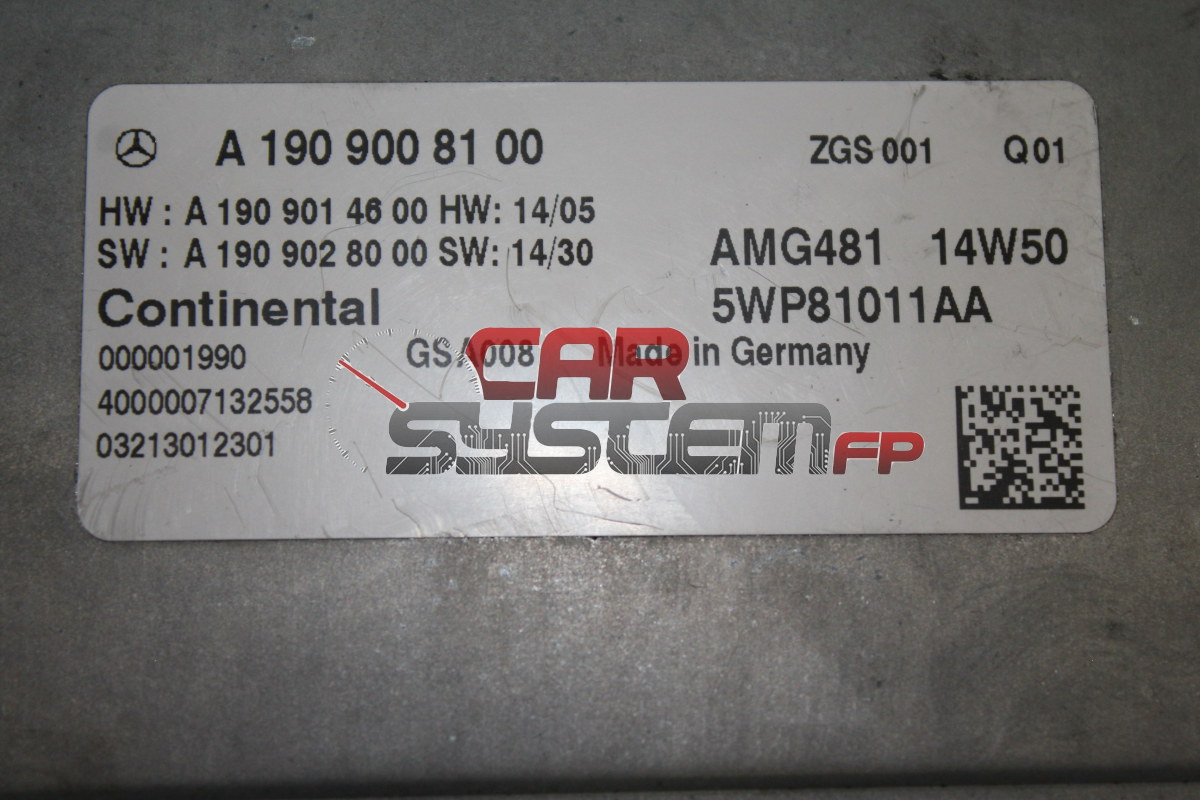 A 190 900 81 00 ZGS 001 Q01
HW : A 190 901 46 00 HW: 14/05
SW : A 190 902 80 00 SW: 14/30
AMG481 14W50
Continental 5WP81011AA
000001990 Made in Germany
4000007132558
03213012301
CAR
SYSTEM FP